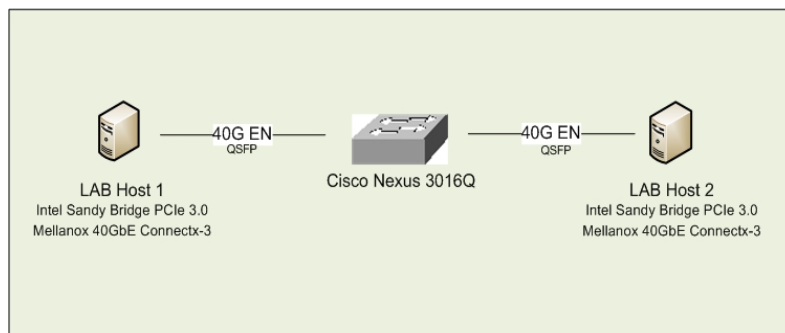 40G EN
QSFP
40G EN
QSFP
Cisco Nexus 3016Q
LAB Host 1
Intel Sandy Bridge PCIe 3.0
Mellanox 40GbE Connectx-3
LAB Host 2
Intel Sandy Bridge PCIe 3.0
Mellanox 40GbE Connectx-3